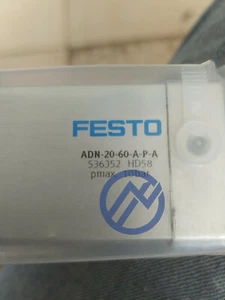 FESTO
ADN-20-60-A-P-A
536352 HD58
pmax 10bar